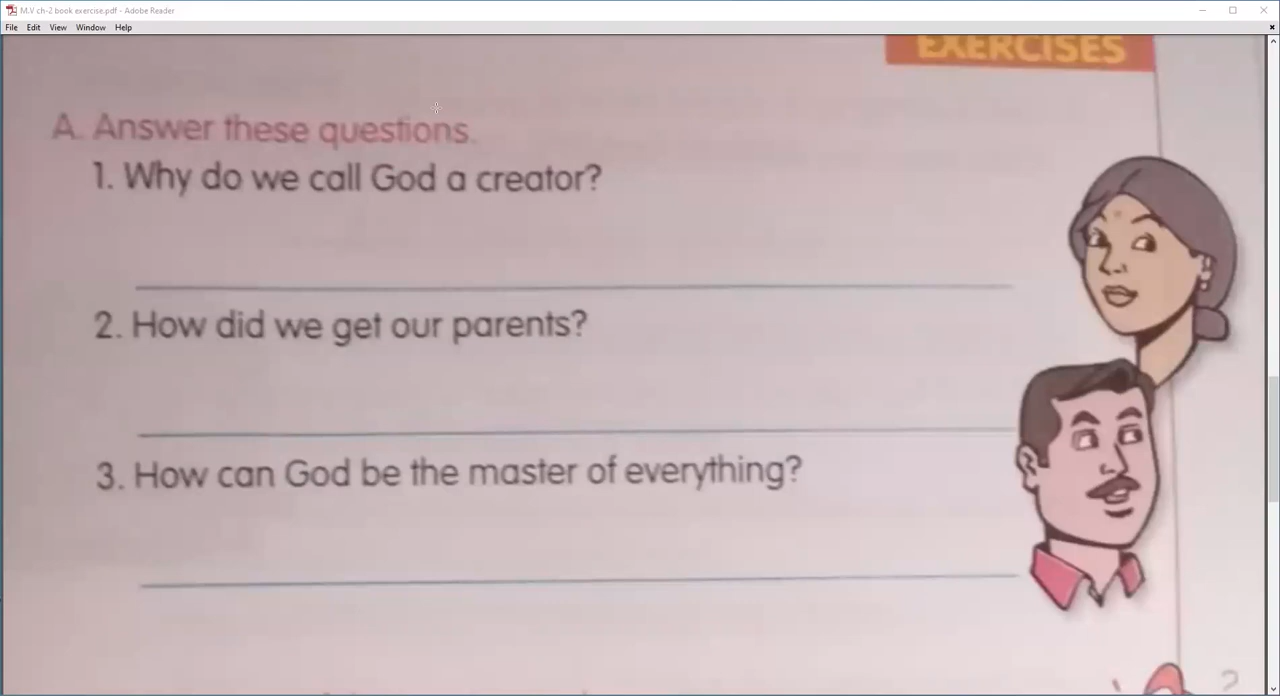 M.V ch-2 book exercise.pdf - Adobe Reader
File Edit View Window Help
EXERCISES
A. Answer these questions.
1. Why do we call God a creator?
2. How did we get our parents?
3. How can God be the master of everything?
?